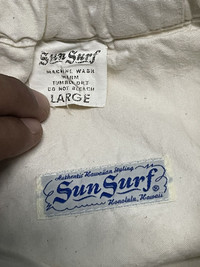 Sun Surf
MACHINE WASH
WARM
TUMBLE DRY
DO NOT BLEACH
LARGE
Authentic Hawaiian Styling
Sun Surf®
Honolulu, Hawaii